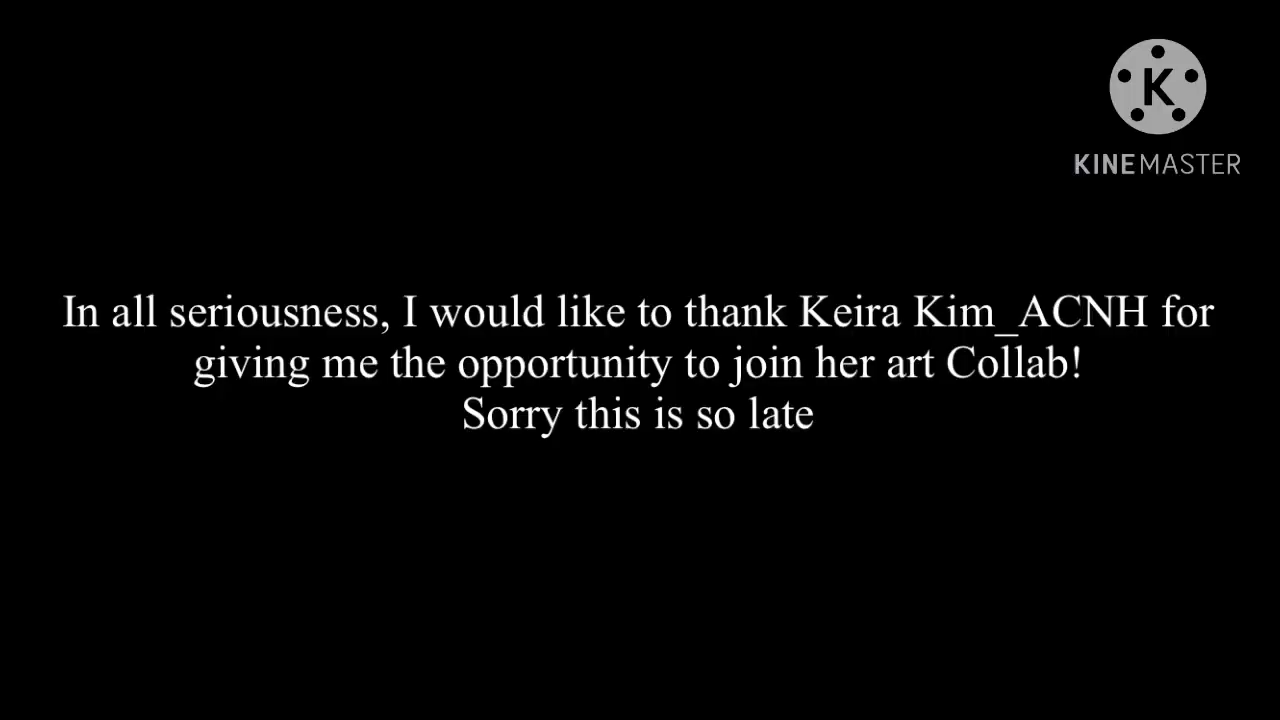 K
KINEMASTER
In all seriousness, I would like to thank Keira Kim_ACNH for
giving me the opportunity to join her art Collab!
Sorry this is so late